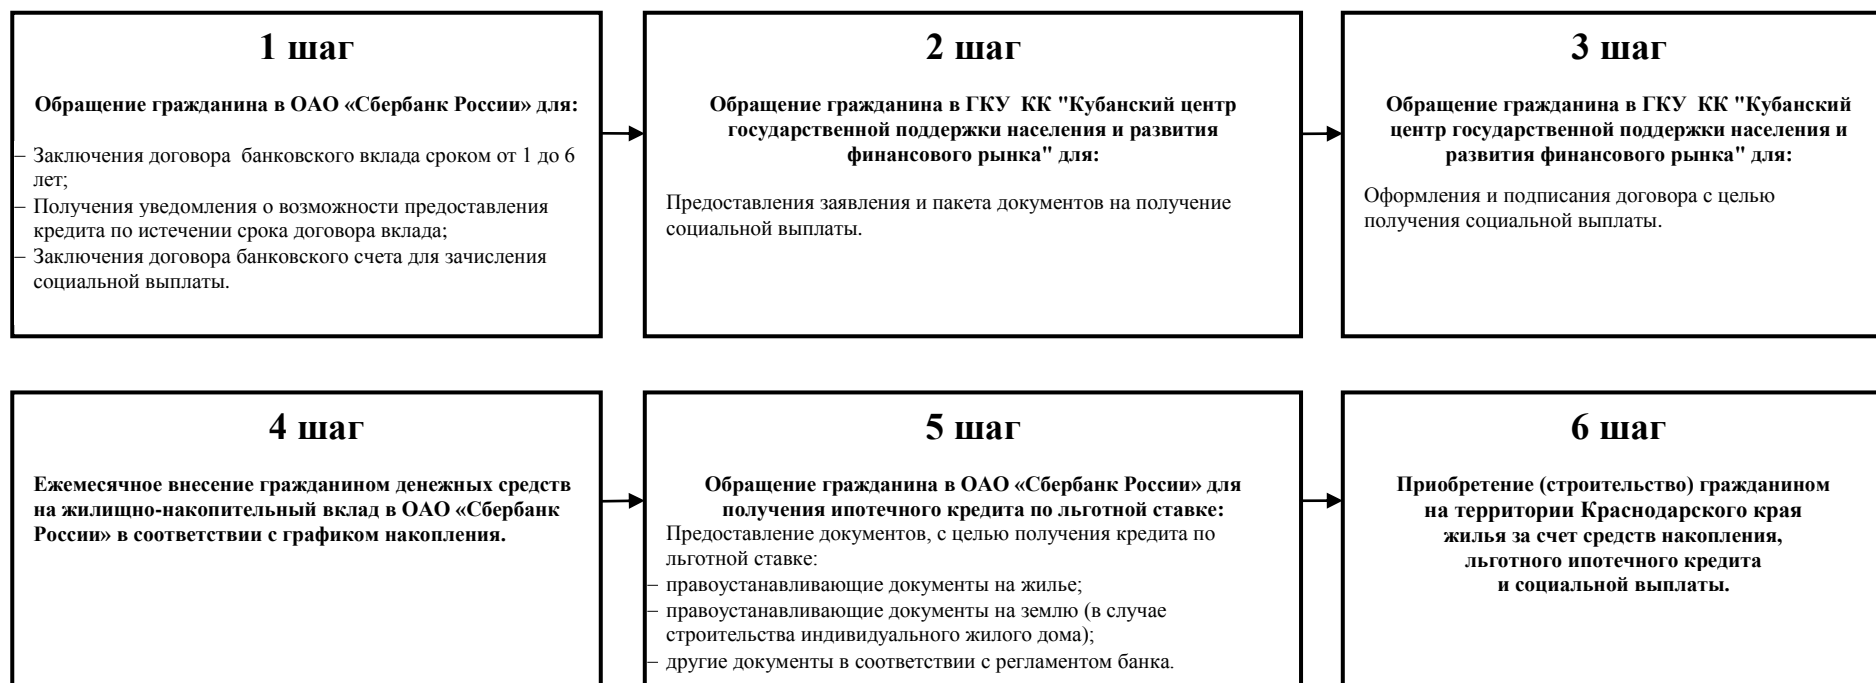 1 шаг
Обращение гражданина в ОАО «Сбербанк России» для:
– Заключения договора банковского вклада сроком от 1 до 6
лет;
– Получения уведомления о возможности предоставления
кредита по истечении срока договора вклада;
– Заключения договора банковского счета для зачисления
социальной выплаты.
2 шаг
Обращение гражданина в ГКУ КК "Кубанский центр
государственной поддержки населения и развития
финансового рынка" для:
Предоставления заявления и пакета документов на получение
социальной выплаты.
3 шаг
Обращение гражданина в ГКУ КК "Кубанский
центр государственной поддержки населения и
развития финансового рынка" для:
Оформления и подписания договора с целью
получения социальной выплаты.
4 шаг
Ежемесячное внесение гражданином денежных средств
на жилищно-накопительный вклад в ОАО «Сбербанк
России» в соответствии с графиком накопления.
5 шаг
Обращение гражданина в ОАО «Сбербанк России» для
получения ипотечного кредита по льготной ставке:
Предоставление документов, с целью получения кредита по
льготной ставке:
– правоустанавливающие документы на жилье;
– правоустанавливающие документы на землю (в случае
строительства индивидуального жилого дома);
– другие документы в соответствии с регламентом банка.
6 шаг
Приобретение (строительство) гражданином
на территории Краснодарского края
жилья за счет средств накопления,
льготного ипотечного кредита
и социальной выплаты.